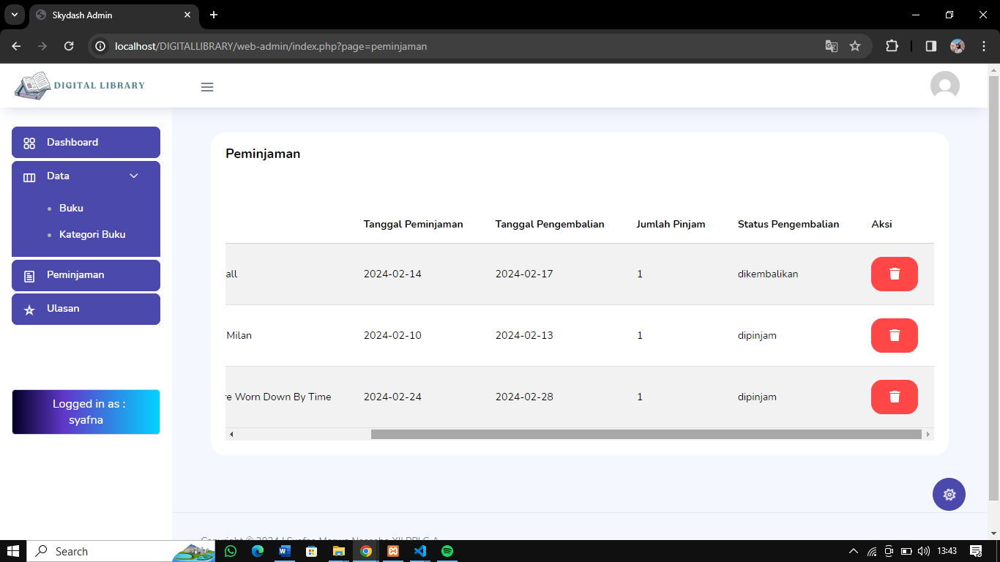 Skydash Admin
localhost/DIGITALLIBRARY/web-admin/index.php?page=peminjaman
DIGITAL LIBRARY
Dashboard
Data
Buku
Kategori Buku
Peminjaman
Ulasan
Logged in as :
syafna
Peminjaman
Tanggal Peminjaman Tanggal Pengembalian Jumlah Pinjam Status Pengembalian Aksi
all 2024-02-14 2024-02-17 1 dikembalikan
Milan 2024-02-10 2024-02-13 1 dipinjam
re Worn Down By Time 2024-02-24 2024-02-28 1 dipinjam
Copyright © 2024
Search
13:43